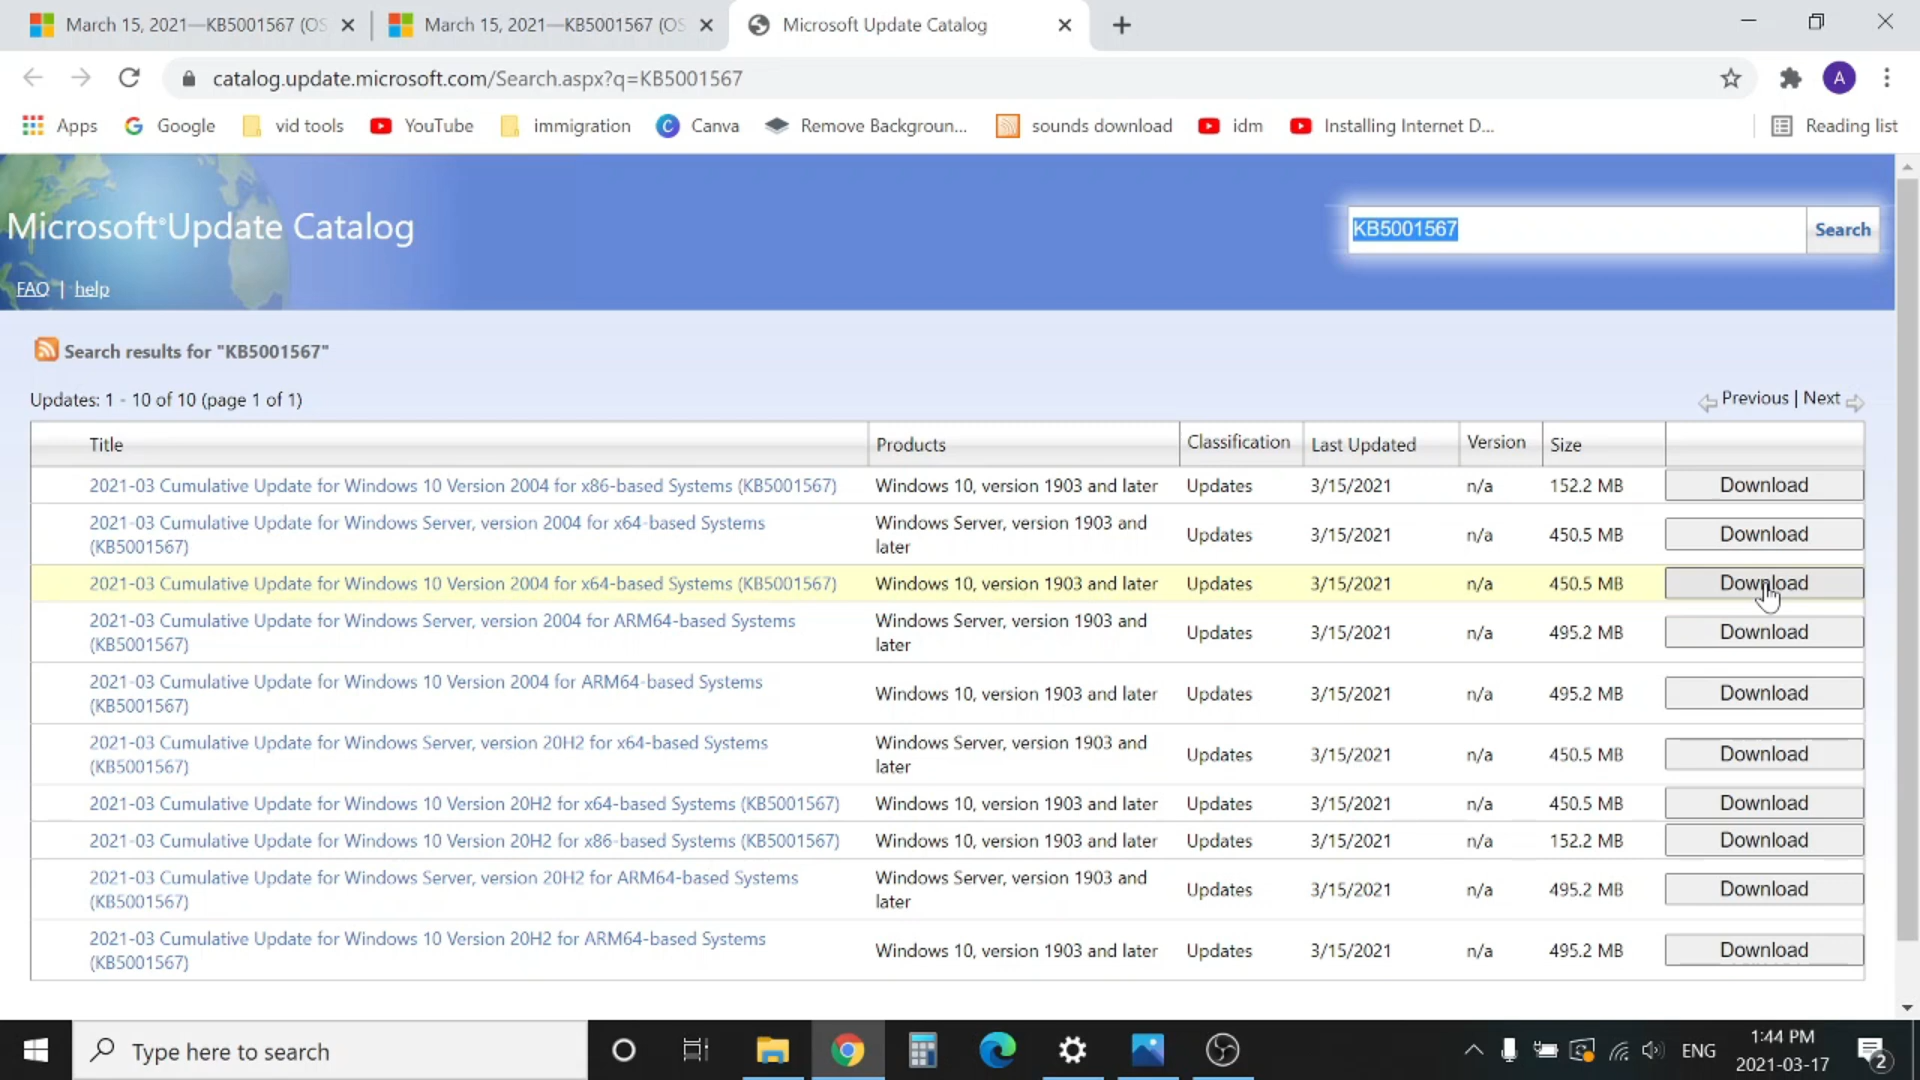 March 15, 2021—KB5001567 (OS
March 15, 2021—KB5001567 (OS
Microsoft Update Catalog
catalog.update.microsoft.com/Search.aspx?q=KB5001567
A
Apps
Google
vid tools
YouTube
immigration
Canva
Remove Backgroun...
sounds download
idm
Installing Internet D...
Reading list
Microsoft® Update Catalog
KB5001567
Search
FAQ | help
Search results for "KB5001567"
Updates: 1 - 10 of 10 (page 1 of 1)
Previous | Next
Title Products Classification Last Updated Version Size
2021-03 Cumulative Update for Windows 10 Version 2004 for x86-based Systems (KB5001567) Windows 10, version 1903 and later Updates 3/15/2021 n/a 152.2 MB Download
2021-03 Cumulative Update for Windows Server, version 2004 for x64-based Systems Windows Server, version 1903 and
(KB5001567) later Updates 3/15/2021 n/a 450.5 MB Download
2021-03 Cumulative Update for Windows 10 Version 2004 for x64-based Systems (KB5001567) Windows 10, version 1903 and later Updates 3/15/2021 n/a 450.5 MB Download
2021-03 Cumulative Update for Windows Server, version 2004 for ARM64-based Systems Windows Server, version 1903 and
(KB5001567) later Updates 3/15/2021 n/a 495.2 MB Download
2021-03 Cumulative Update for Windows 10 Version 2004 for ARM64-based Systems
(KB5001567) Windows 10, version 1903 and later Updates 3/15/2021 n/a 495.2 MB Download
2021-03 Cumulative Update for Windows Server, version 20H2 for x64-based Systems Windows Server, version 1903 and
(KB5001567) later Updates 3/15/2021 n/a 450.5 MB Download
2021-03 Cumulative Update for Windows 10 Version 20H2 for x64-based Systems (KB5001567) Windows 10, version 1903 and later Updates 3/15/2021 n/a 450.5 MB Download
2021-03 Cumulative Update for Windows 10 Version 20H2 for x86-based Systems (KB5001567) Windows 10, version 1903 and later Updates 3/15/2021 n/a 152.2 MB Download
2021-03 Cumulative Update for Windows Server, version 20H2 for ARM64-based Systems Windows Server, version 1903 and
(KB5001567) later Updates 3/15/2021 n/a 495.2 MB Download
2021-03 Cumulative Update for Windows 10 Version 20H2 for ARM64-based Systems
(KB5001567) Windows 10, version 1903 and later Updates 3/15/2021 n/a 495.2 MB Download
Type here to search
ENG
1:44 PM
2021-03-17
2